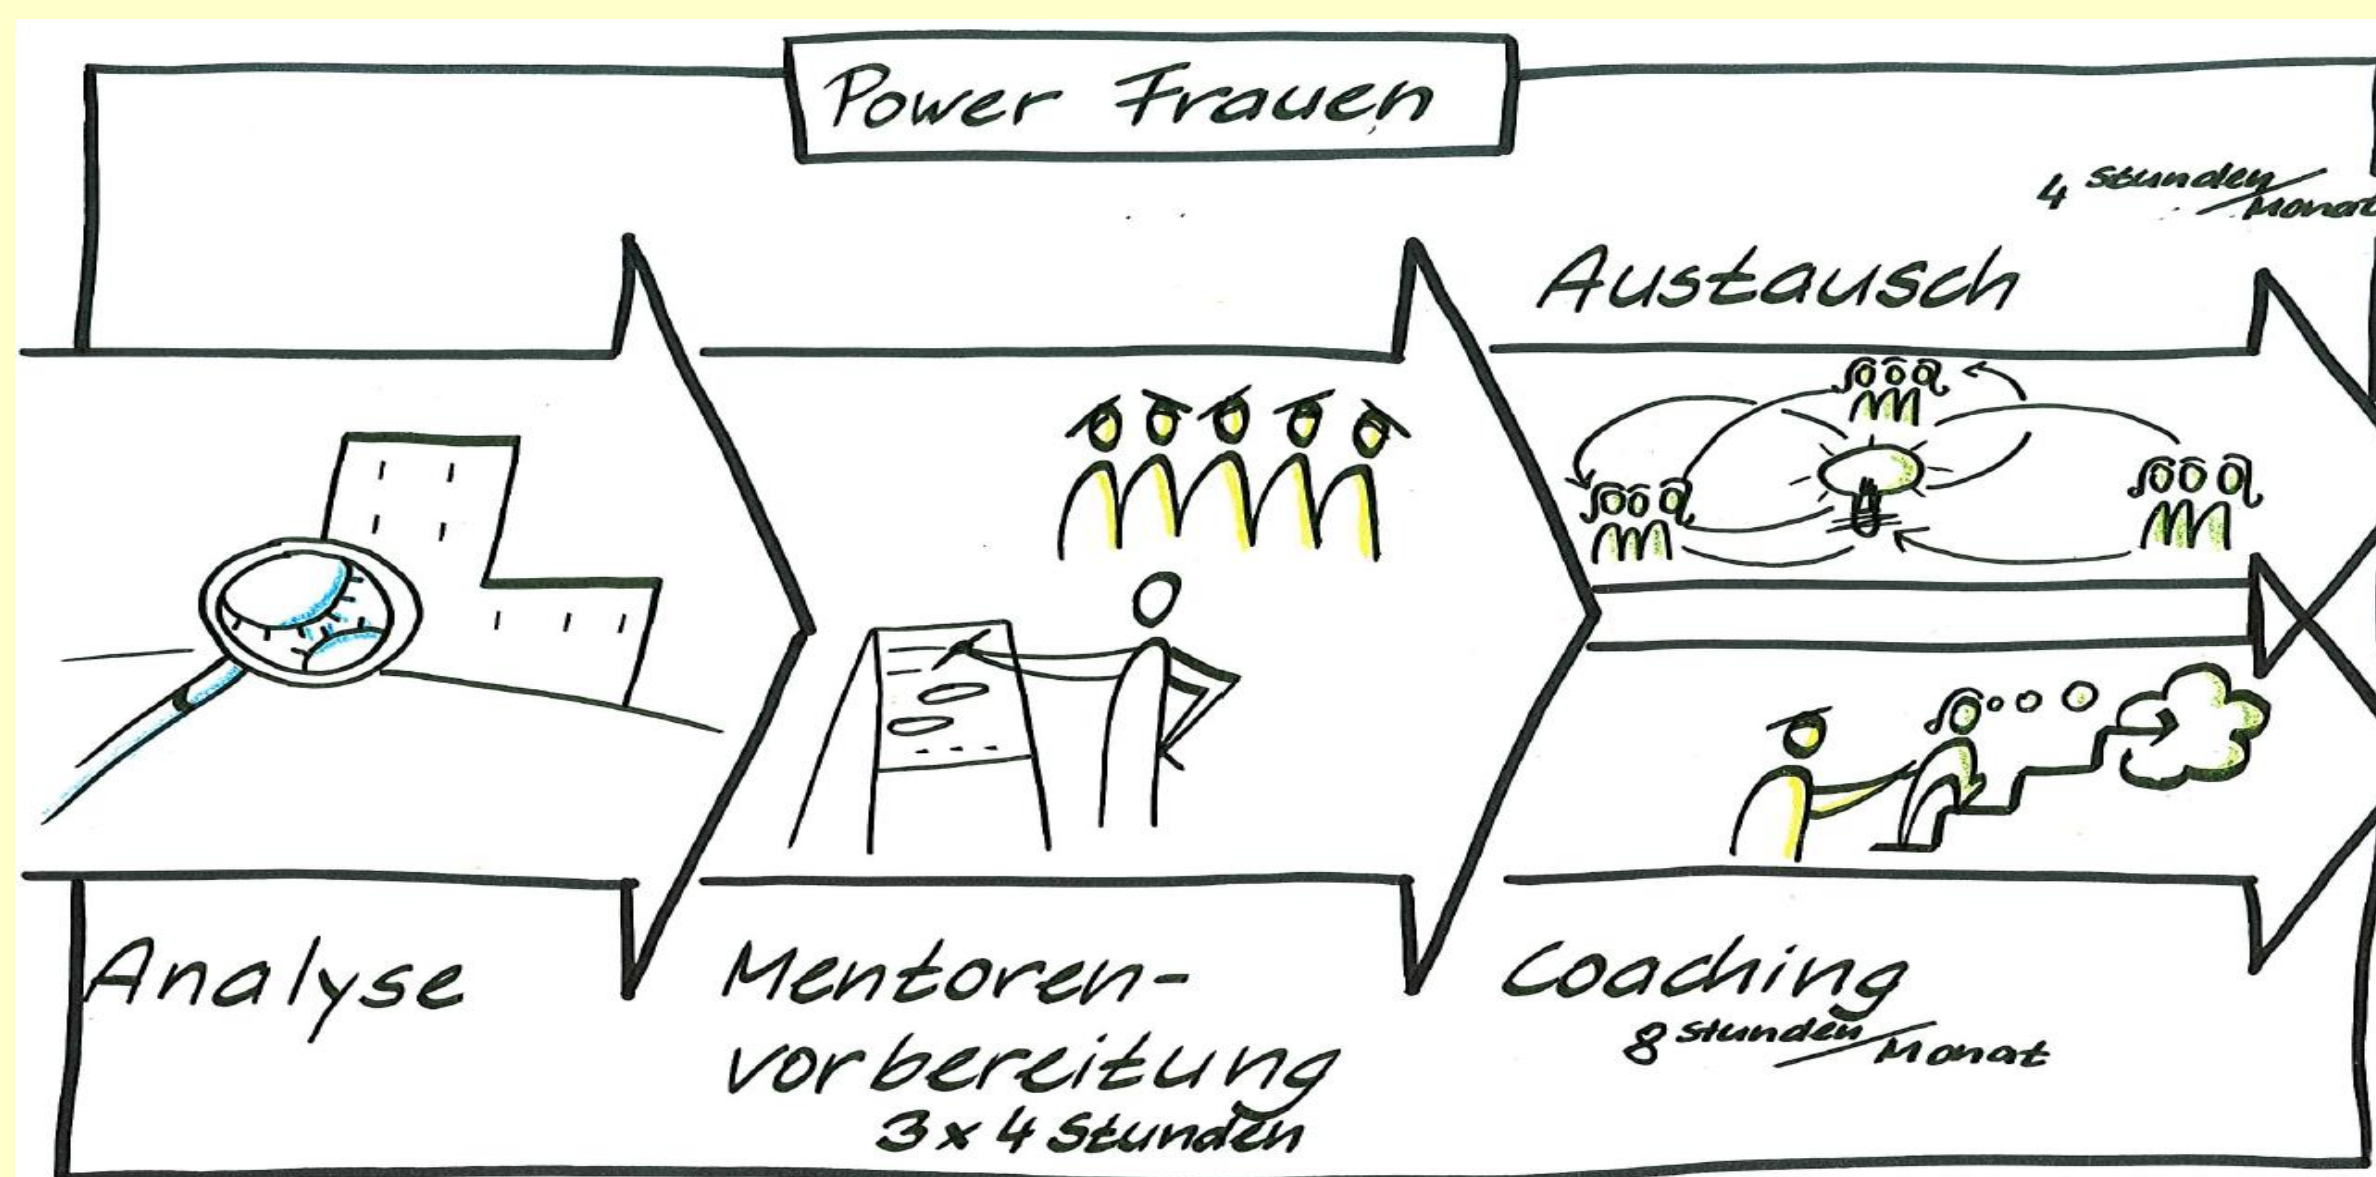 Power Frauen
4 Stunden/Monat
Austausch
Analyse
Mentoren-
vorbereitung
3 x 4 Stunden
Coaching
8 Stunden/Monat